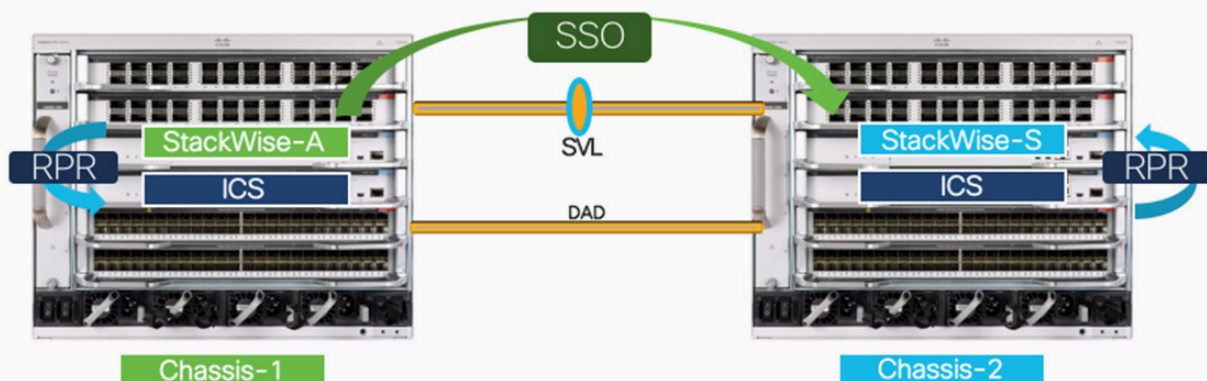 SSO
StackWise-A
StackWise-S
SVL
RPR
RPR
ICS
ICS
DAD
Chassis-1
Chassis-2